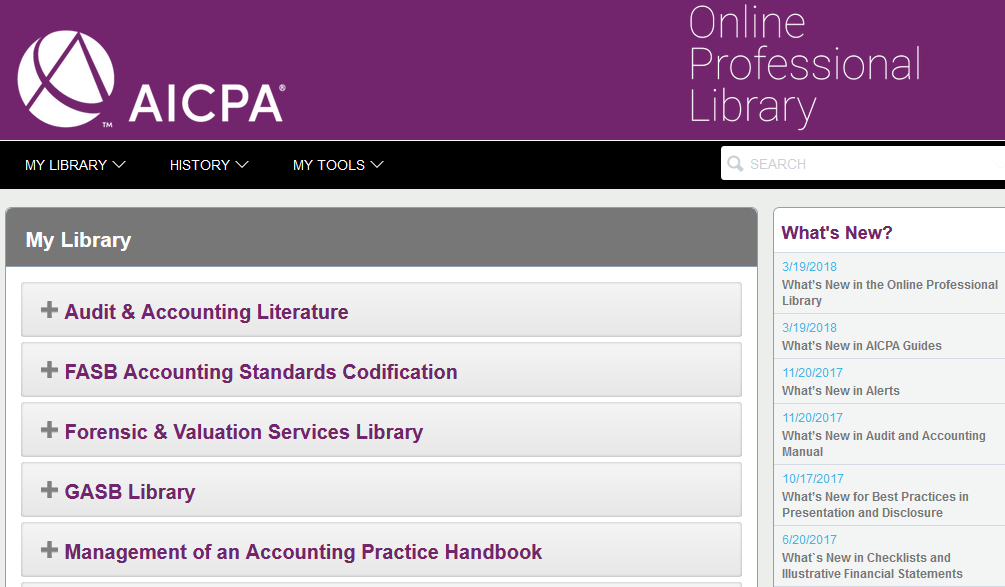 Online
Professional
Library
AICPA®
™
MY LIBRARY
HISTORY
MY TOOLS
SEARCH
My Library
Audit & Accounting Literature
FASB Accounting Standards Codification
Forensic & Valuation Services Library
GASB Library
Management of an Accounting Practice Handbook
What's New?
3/19/2018
What's New in the Online Professional
Library
3/19/2018
What's New in AICPA Guides
11/20/2017
What's New in Alerts
11/20/2017
What's New in Audit and Accounting
Manual
10/17/2017
What's New for Best Practices in
Presentation and Disclosure
6/20/2017
What`s New in Checklists and
Illustrative Financial Statements